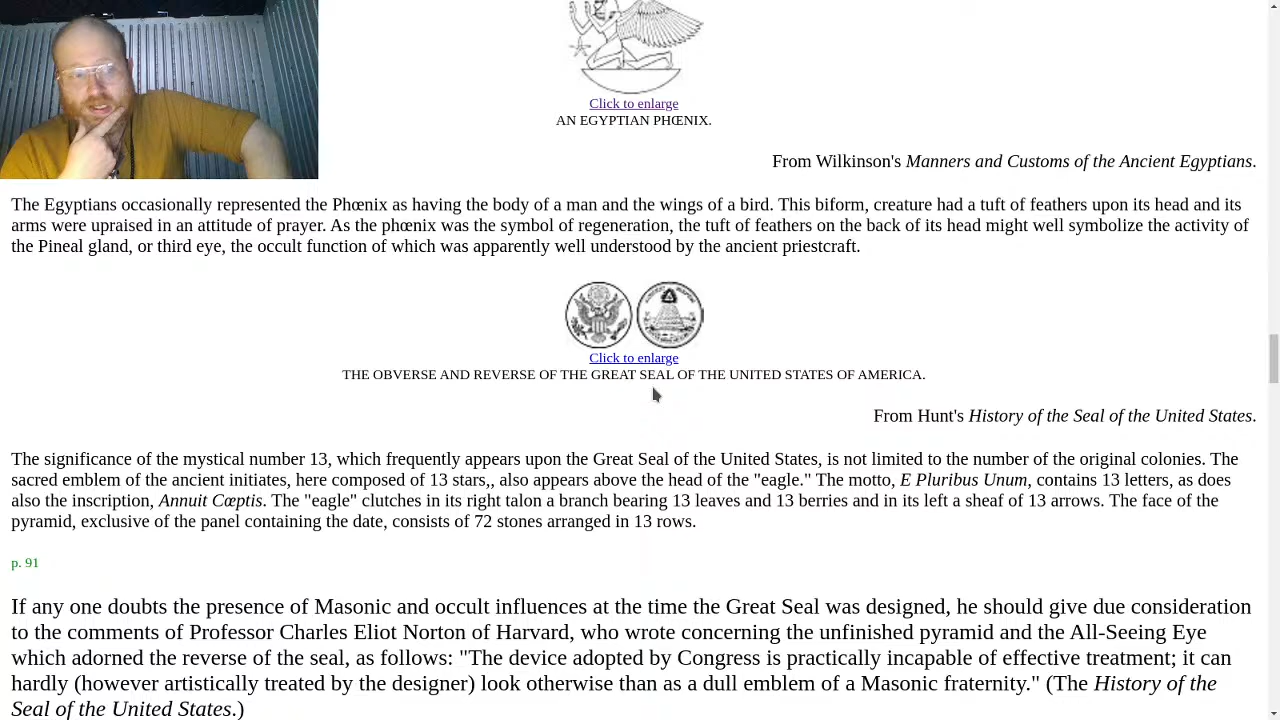 Click to enlarge
AN EGYPTIAN PHŒNIX.
From Wilkinson's Manners and Customs of the Ancient Egyptians.
The Egyptians occasionally represented the Phœnix as having the body of a man and the wings of a bird. This biform, creature had a tuft of feathers upon its head and its
arms were upraised in an attitude of prayer. As the phœnix was the symbol of regeneration, the tuft of feathers on the back of its head might well symbolize the activity of
the Pineal gland, or third eye, the occult function of which was apparently well understood by the ancient priestcraft.
Click to enlarge
THE OBVERSE AND REVERSE OF THE GREAT SEAL OF THE UNITED STATES OF AMERICA.
From Hunt's History of the Seal of the United States.
The significance of the mystical number 13, which frequently appears upon the Great Seal of the United States, is not limited to the number of the original colonies. The
sacred emblem of the ancient initiates, here composed of 13 stars,, also appears above the head of the "eagle." The motto, E Pluribus Unum, contains 13 letters, as does
also the inscription, Annuit Cœptis. The "eagle" clutches in its right talon a branch bearing 13 leaves and 13 berries and in its left a sheaf of 13 arrows. The face of the
pyramid, exclusive of the panel containing the date, consists of 72 stones arranged in 13 rows.
p. 91
If any one doubts the presence of Masonic and occult influences at the time the Great Seal was designed, he should give due consideration
to the comments of Professor Charles Eliot Norton of Harvard, who wrote concerning the unfinished pyramid and the All-Seeing Eye
which adorned the reverse of the seal, as follows: "The device adopted by Congress is practically incapable of effective treatment; it can
hardly (however artistically treated by the designer) look otherwise than as a dull emblem of a Masonic fraternity." (The History of the
Seal of the United States.)